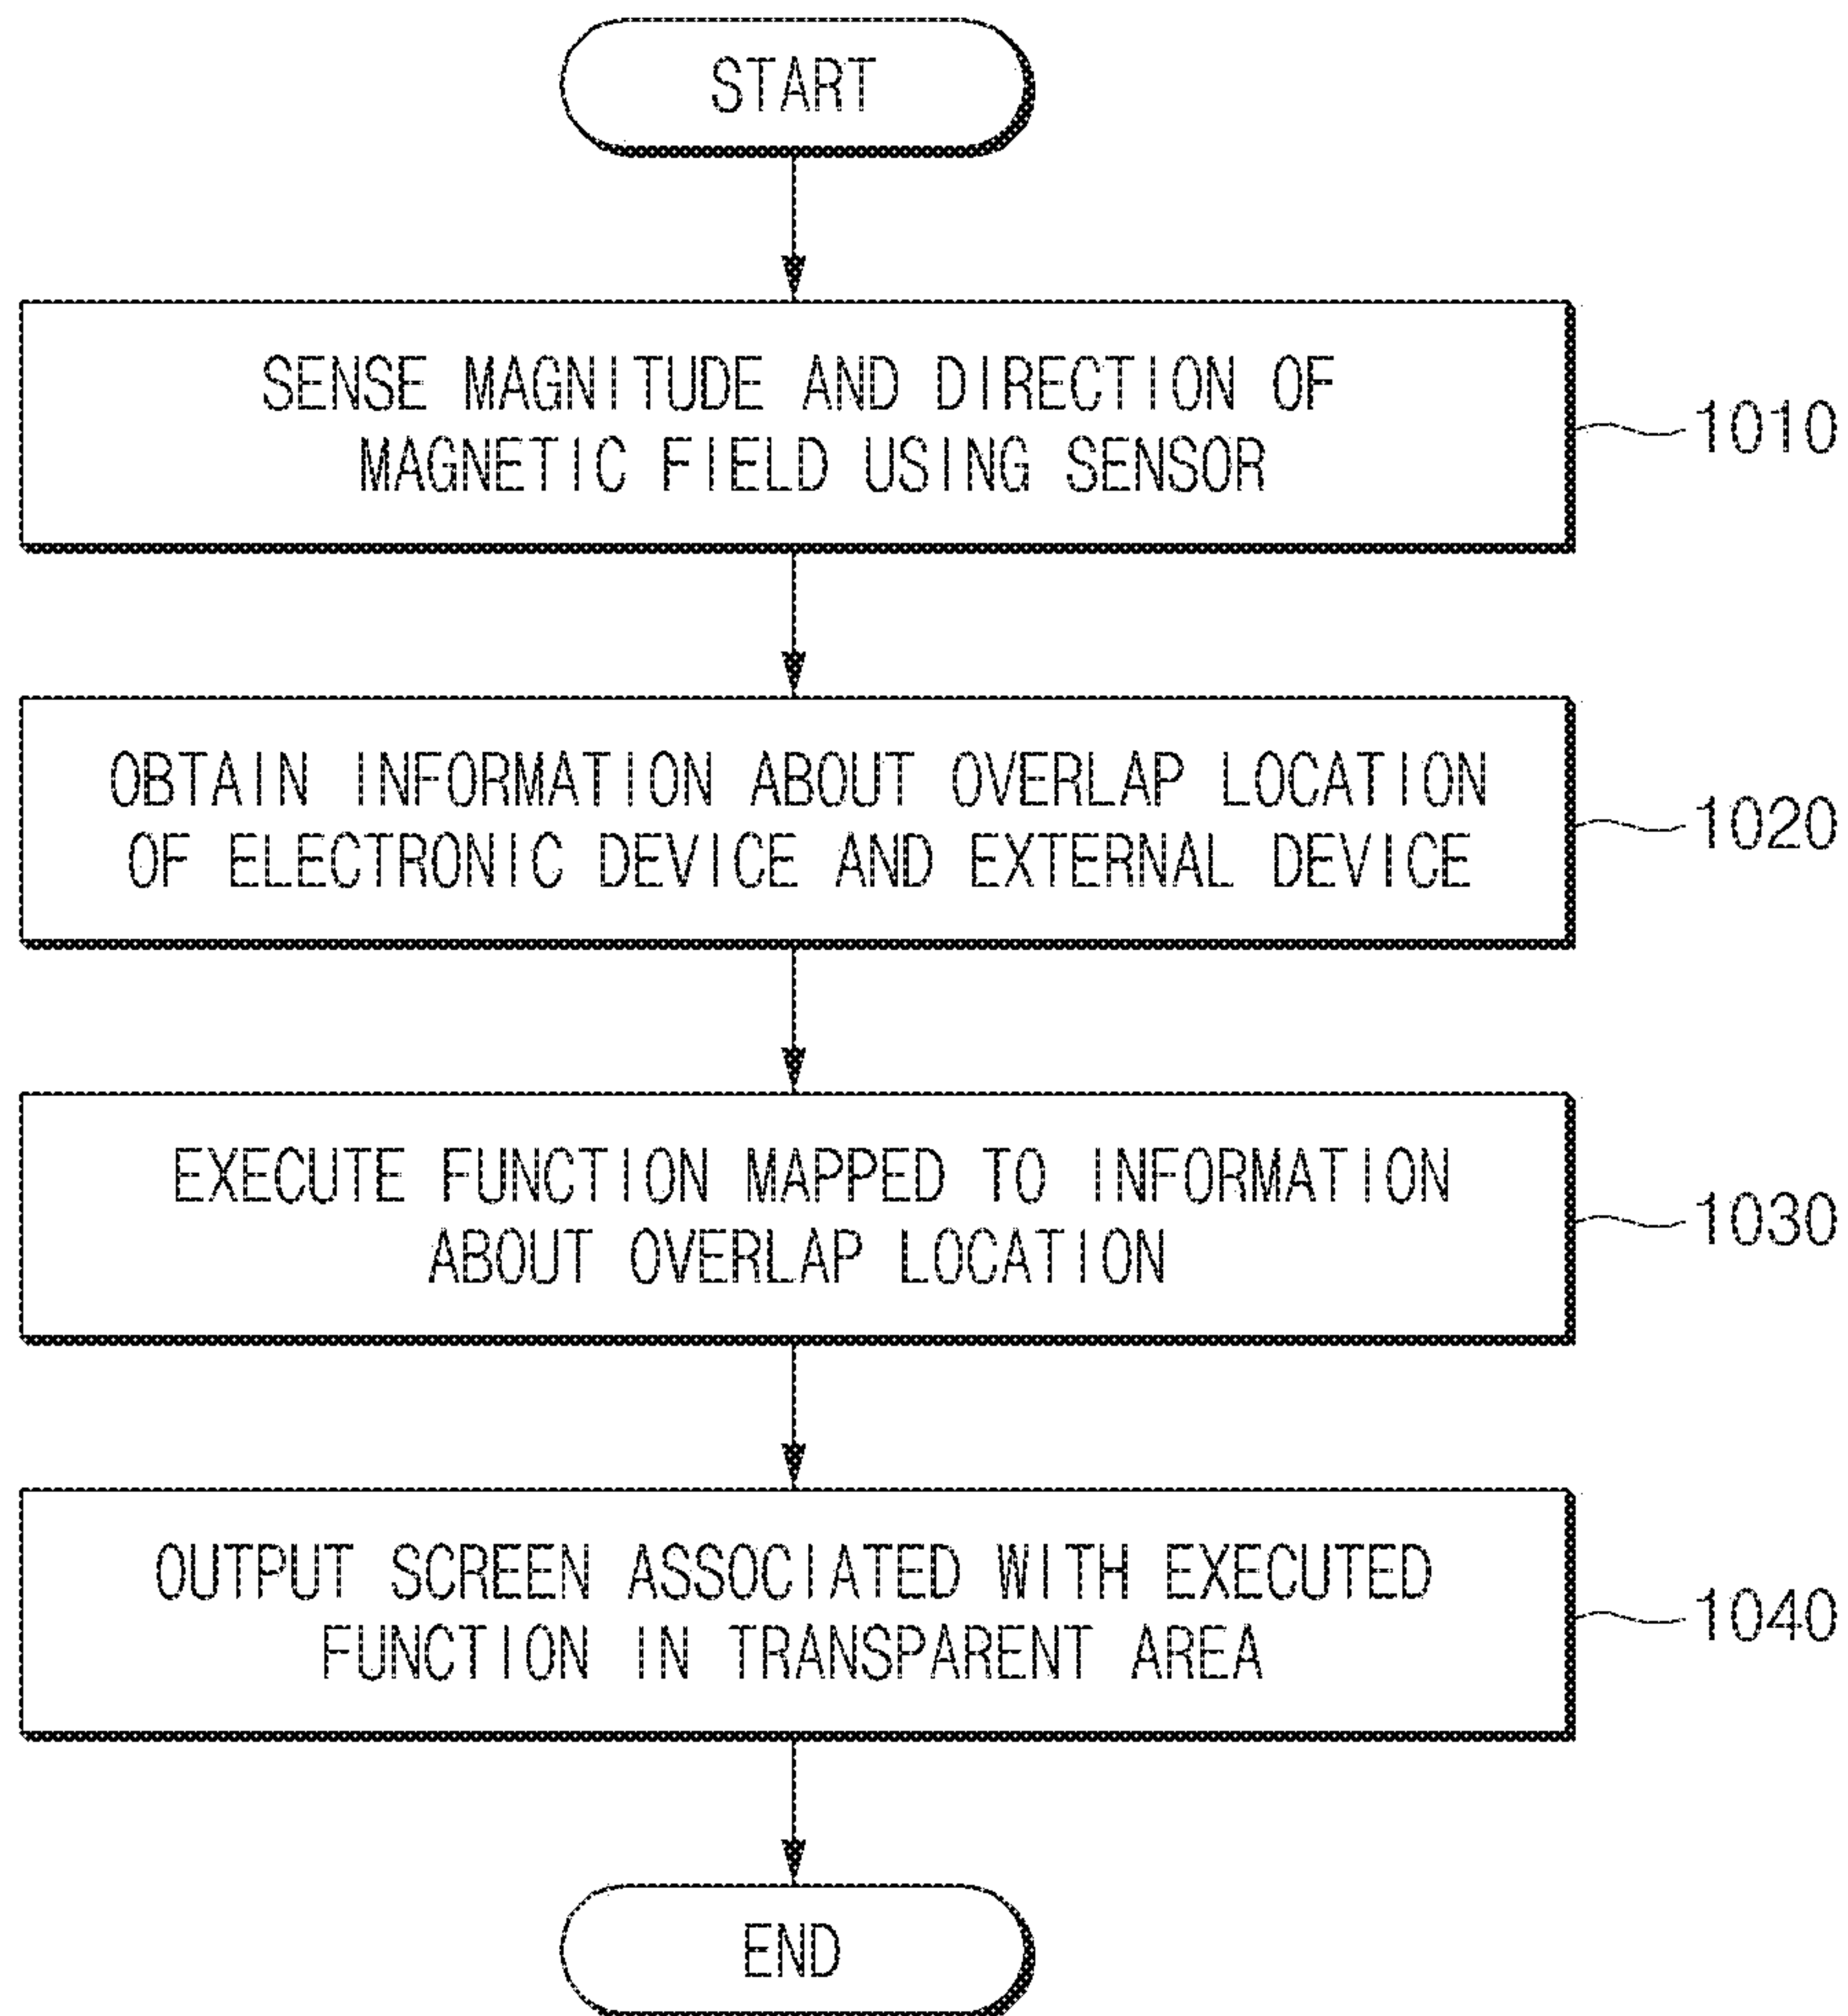 START
SENSE MAGNITUDE AND DIRECTION OF
MAGNETIC FIELD USING SENSOR
1010
OBTAIN INFORMATION ABOUT OVERLAP LOCATION
OF ELECTRONIC DEVICE AND EXTERNAL DEVICE
1020
EXECUTE FUNCTION MAPPED TO INFORMATION
ABOUT OVERLAP LOCATION
1030
OUTPUT SCREEN ASSOCIATED WITH EXECUTED
FUNCTION IN TRANSPARENT AREA
1040
END